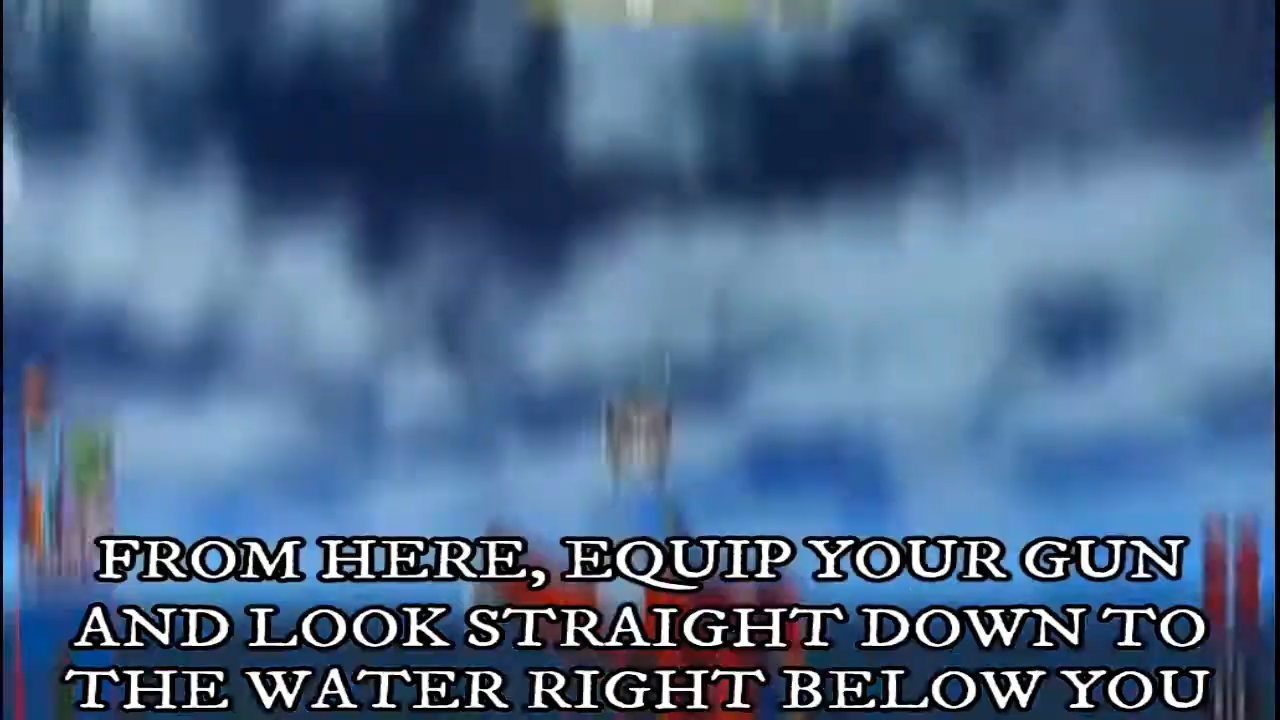 FROM HERE, EQUIP YOUR GUN
AND LOOK STRAIGHT DOWN TO
THE WATER RIGHT BELOW YOU